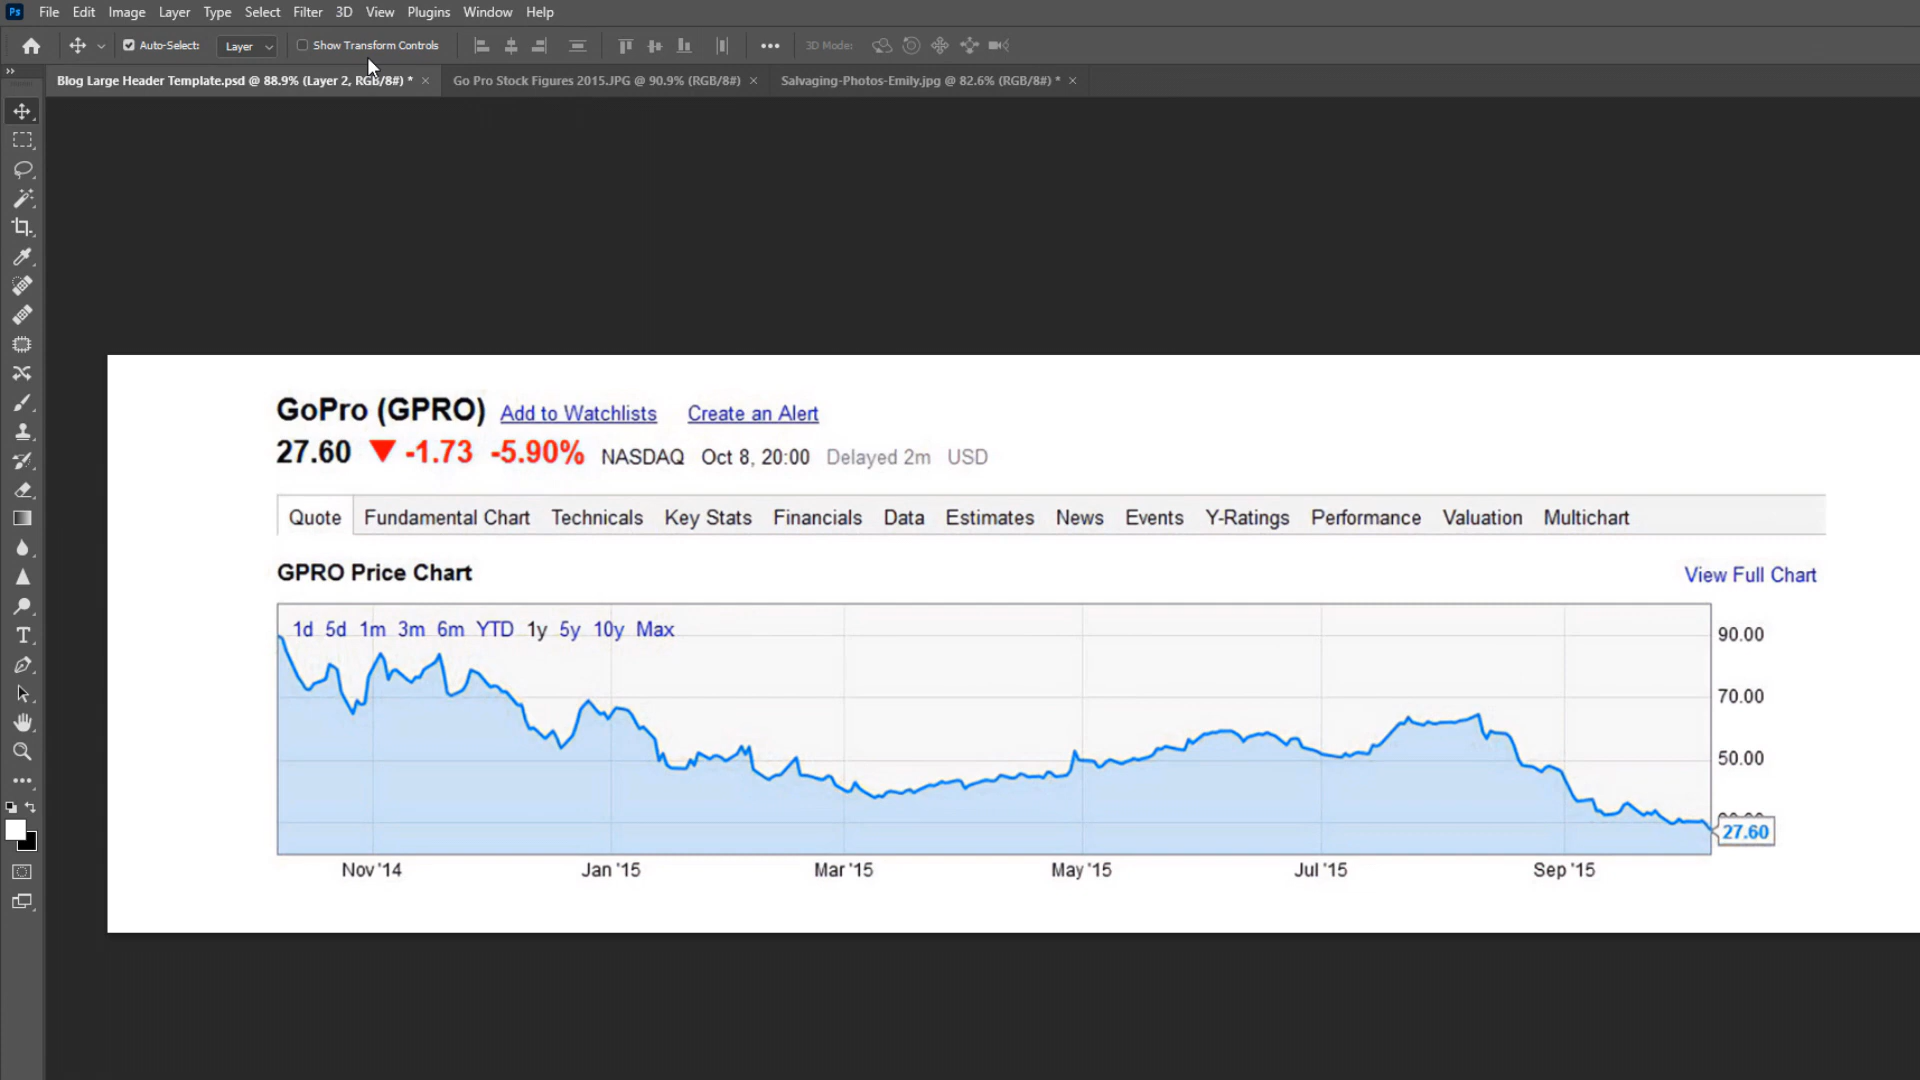 Ps File Edit Image Layer Type Select Filter 3D View Plugins Window Help
Auto-Select: Layer Show Transform Controls 3D Mode:
Blog Large Header Template.psd @ 88.9% (Layer 2, RGB/8#) * × Go Pro Stock Figures 2015.JPG @ 90.9% (RGB/8#) × Salvaging-Photos-Emily.jpg @ 82.6% (RGB/8#) * ×
GoPro (GPRO) Add to Watchlists Create an Alert
27.60 ▼ -1.73 -5.90% NASDAQ Oct 8, 20:00 Delayed 2m USD
Quote Fundamental Chart Technicals Key Stats Financials Data Estimates News Events Y-Ratings Performance Valuation Multichart
GPRO Price Chart View Full Chart
1d 5d 1m 3m 6m YTD 1y 5y 10y Max
90.00
70.00
50.00
27.60
Nov '14 Jan '15 Mar '15 May '15 Jul '15 Sep '15